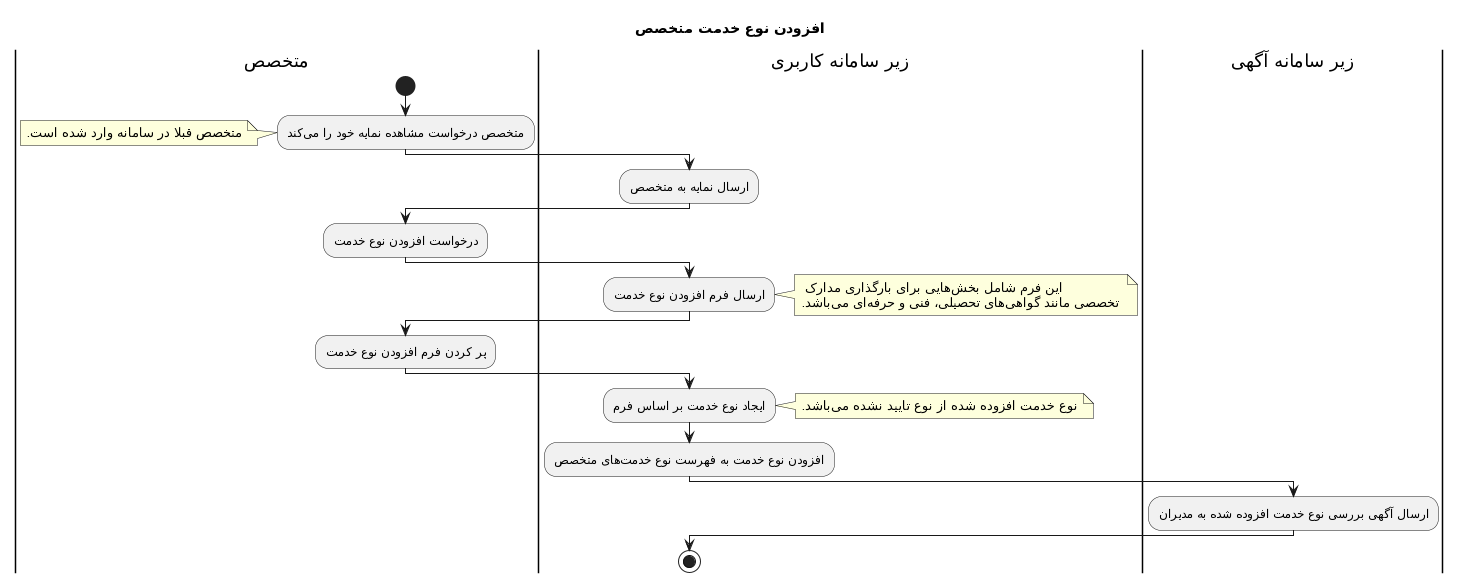 افزودن نوع خدمت متخصص
متخصص
زیر سامانه کاربری
زیر سامانه آگهی
متخصص درخواست مشاهده نمایه خود را می‌کند
متخصص قبلا در سامانه وارد شده است.
ارسال نمایه به متخصص
درخواست افزودن نوع خدمت
ارسال فرم افزودن نوع خدمت
این فرم شامل بخش‌هایی برای بارگذاری مدارک
تخصصی مانند گواهی‌های تحصیلی، فنی و حرفه‌ای می‌باشد.
پر کردن فرم افزودن نوع خدمت
ایجاد نوع خدمت بر اساس فرم
نوع خدمت افزوده شده از نوع تایید نشده می‌باشد.
افزودن نوع خدمت به فهرست نوع خدمت‌های متخصص
ارسال آگهی بررسی نوع خدمت افزوده شده به مدیران